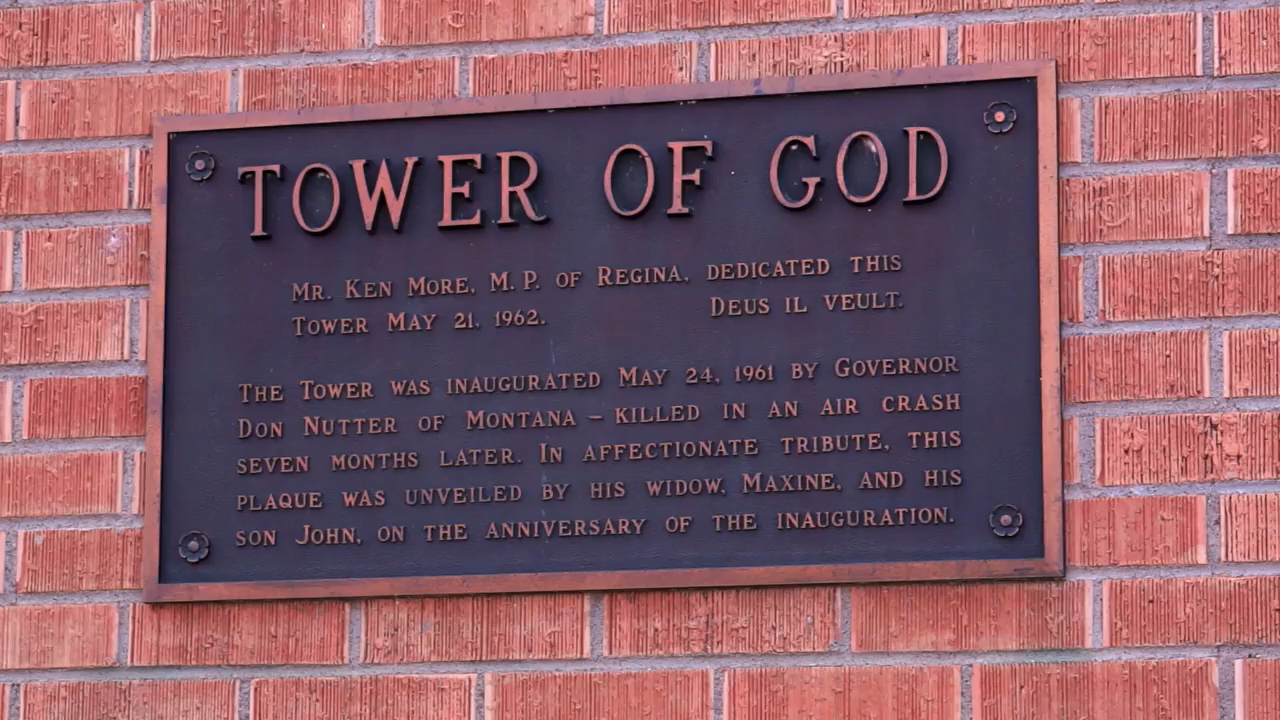 TOWER OF GOD
MR. KEN MORE, M. P. OF REGINA, DEDICATED THIS
TOWER MAY 21, 1962. DEUS IL VEULT.
THE TOWER WAS INAUGURATED MAY 24, 1961 BY GOVERNOR
DON NUTTER OF MONTANA – KILLED IN AN AIR CRASH
SEVEN MONTHS LATER. IN AFFECTIONATE TRIBUTE, THIS
PLAQUE WAS UNVEILED BY HIS WIDOW, MAXINE, AND HIS
SON JOHN, ON THE ANNIVERSARY OF THE INAUGURATION.